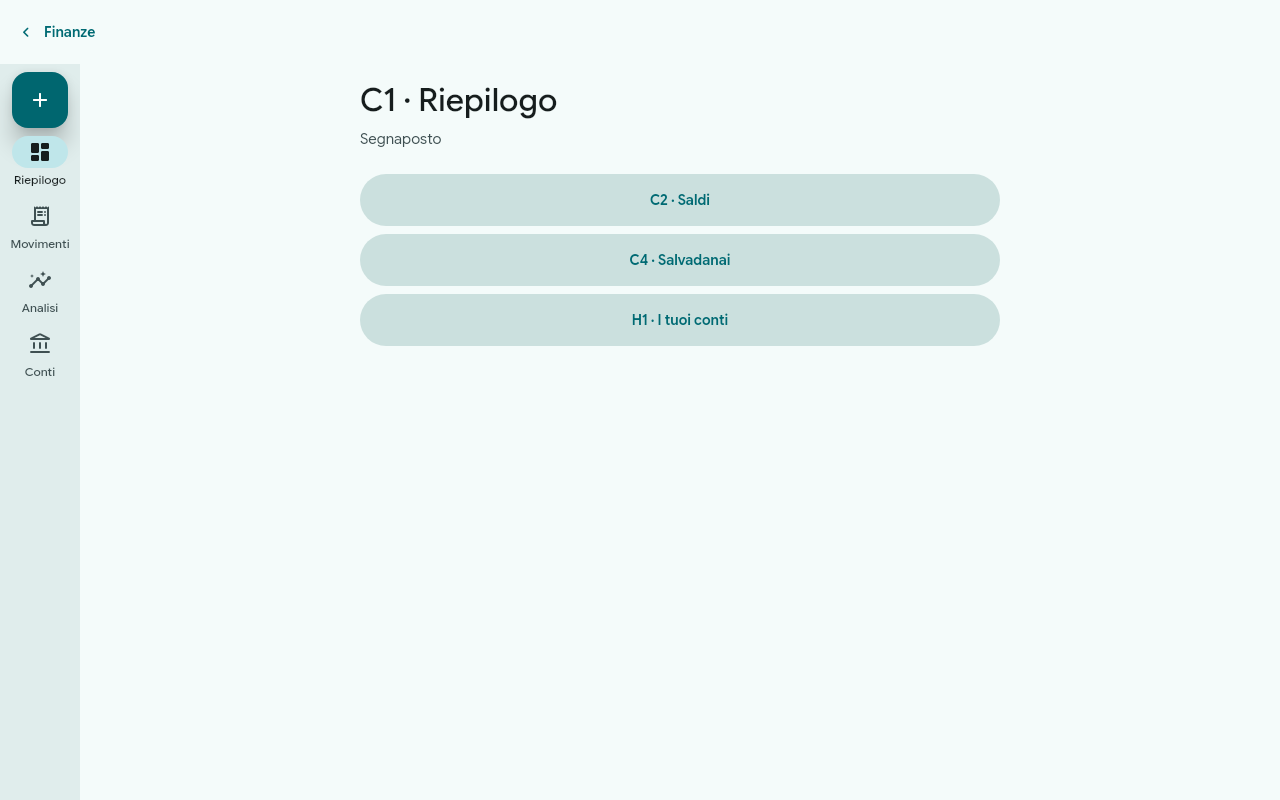 Finanze
C1 · Riepilogo
Segnaposto
C2 · Saldi
C4 · Salvadanai
H1 · I tuoi conti
Riepilogo
Movimenti
Analisi
Conti